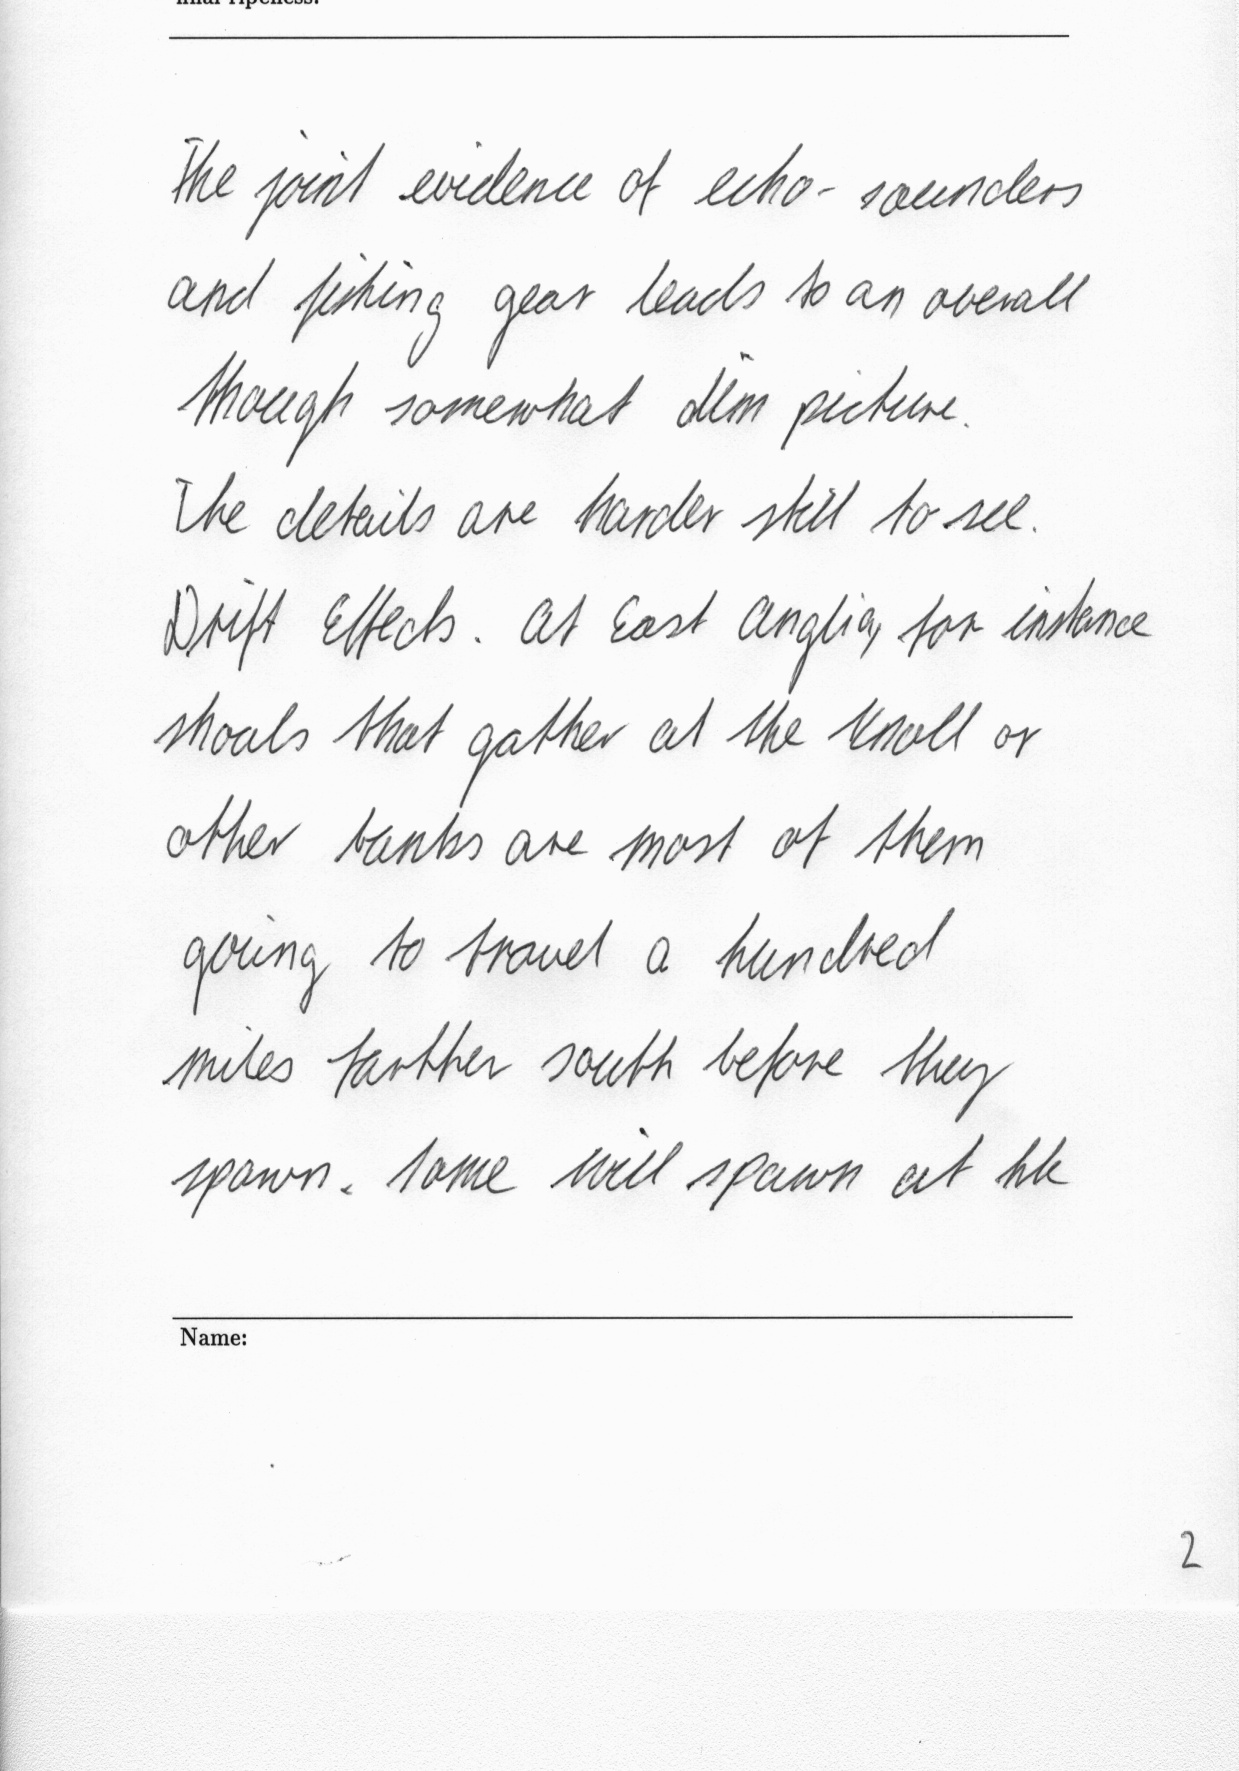 final ripeness.
The joint evidence of echo-sounders
and fishing gear leads to an overall
though somewhat dim picture.
The details are harder still to see.
Drift Effects. At East Anglia, for instance
shoals that gather at the Knoll or
other banks are most of them
going to travel a hundred
miles farther south before they
spawn. Some will spawn at
Name:
2